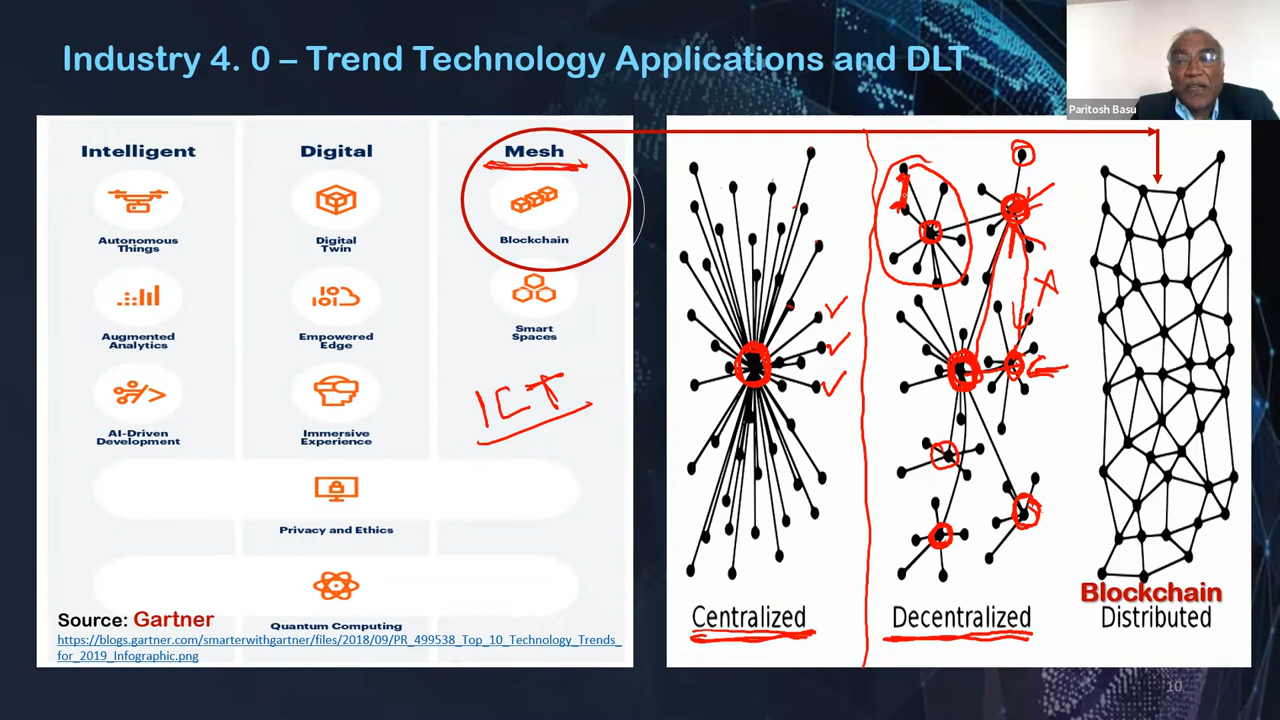 Industry 4. 0 – Trend Technology Applications and DLT
Paritosh Basu
Intelligent
Digital
Mesh
Autonomous
Things
Digital
Twin
Blockchain
Augmented
Analytics
Empowered
Edge
Smart
Spaces
AI-Driven
Development
Immersive
Experience
ICT
Privacy and Ethics
Quantum Computing
Source: Gartner
https://blogs.gartner.com/smarterwithgartner/files/2018/09/PR_499538_Top_10_Technology_Trends_
for_2019_Infographic.png
Centralized
Decentralized
Blockchain
Distributed
10